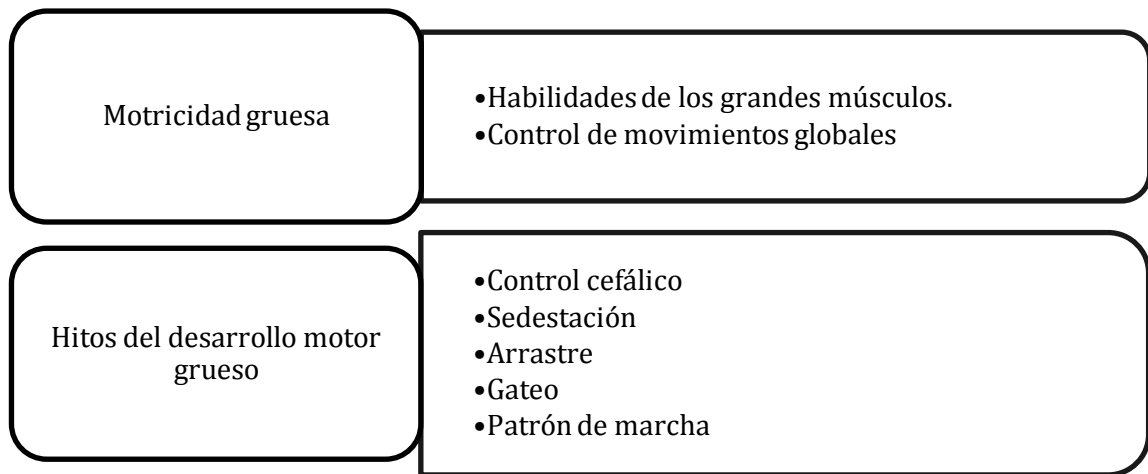 Motricidad gruesa
•Habilidades de los grandes músculos.
•Control de movimientos globales
Hitos del desarrollo motor
grueso
•Control cefálico
•Sedestación
•Arrastre
•Gateo
•Patrón de marcha